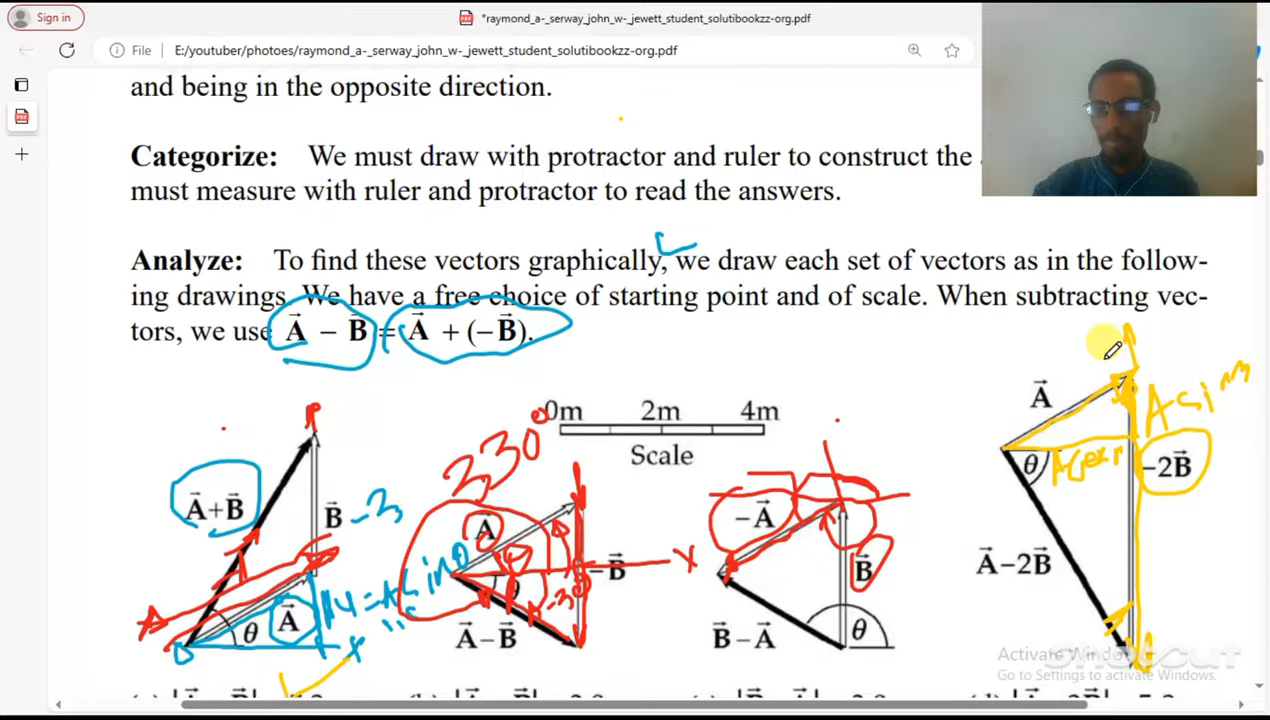 Sign in
*raymond_a-_serway_john_w-_jewett_student_solutibookzz-org.pdf
File E:/youtuber/photoes/raymond_a-_serway_john_w-_jewett_student_solutibookzz-org.pdf
and being in the opposite direction.
Categorize: We must draw with protractor and ruler to construct the
must measure with ruler and protractor to read the answers.
Analyze: To find these vectors graphically, we draw each set of vectors as in the follow-
ing drawings. We have a free choice of starting point and of scale. When subtracting vec-
tors, we use A⃗ − B⃗ = A⃗ + (−B⃗).
0m 2m 4m
Scale
330°
A⃗+B⃗
B⃗ -3
A⃗
θ
A⃗
−B⃗
θ
A⃗−B⃗
−A⃗
B⃗
B⃗−A⃗
θ
x
A⃗
θ
−2B⃗
A⃗−2B⃗
Activate Windows
Go to Settings to activate Windows.